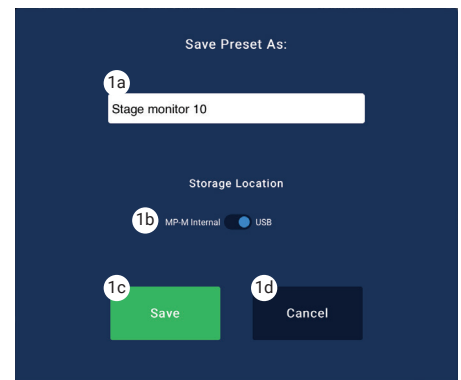 Save Preset As:
1a
Stage monitor 10
Storage Location
1b MP-M Internal USB
1c 1d
Save Cancel